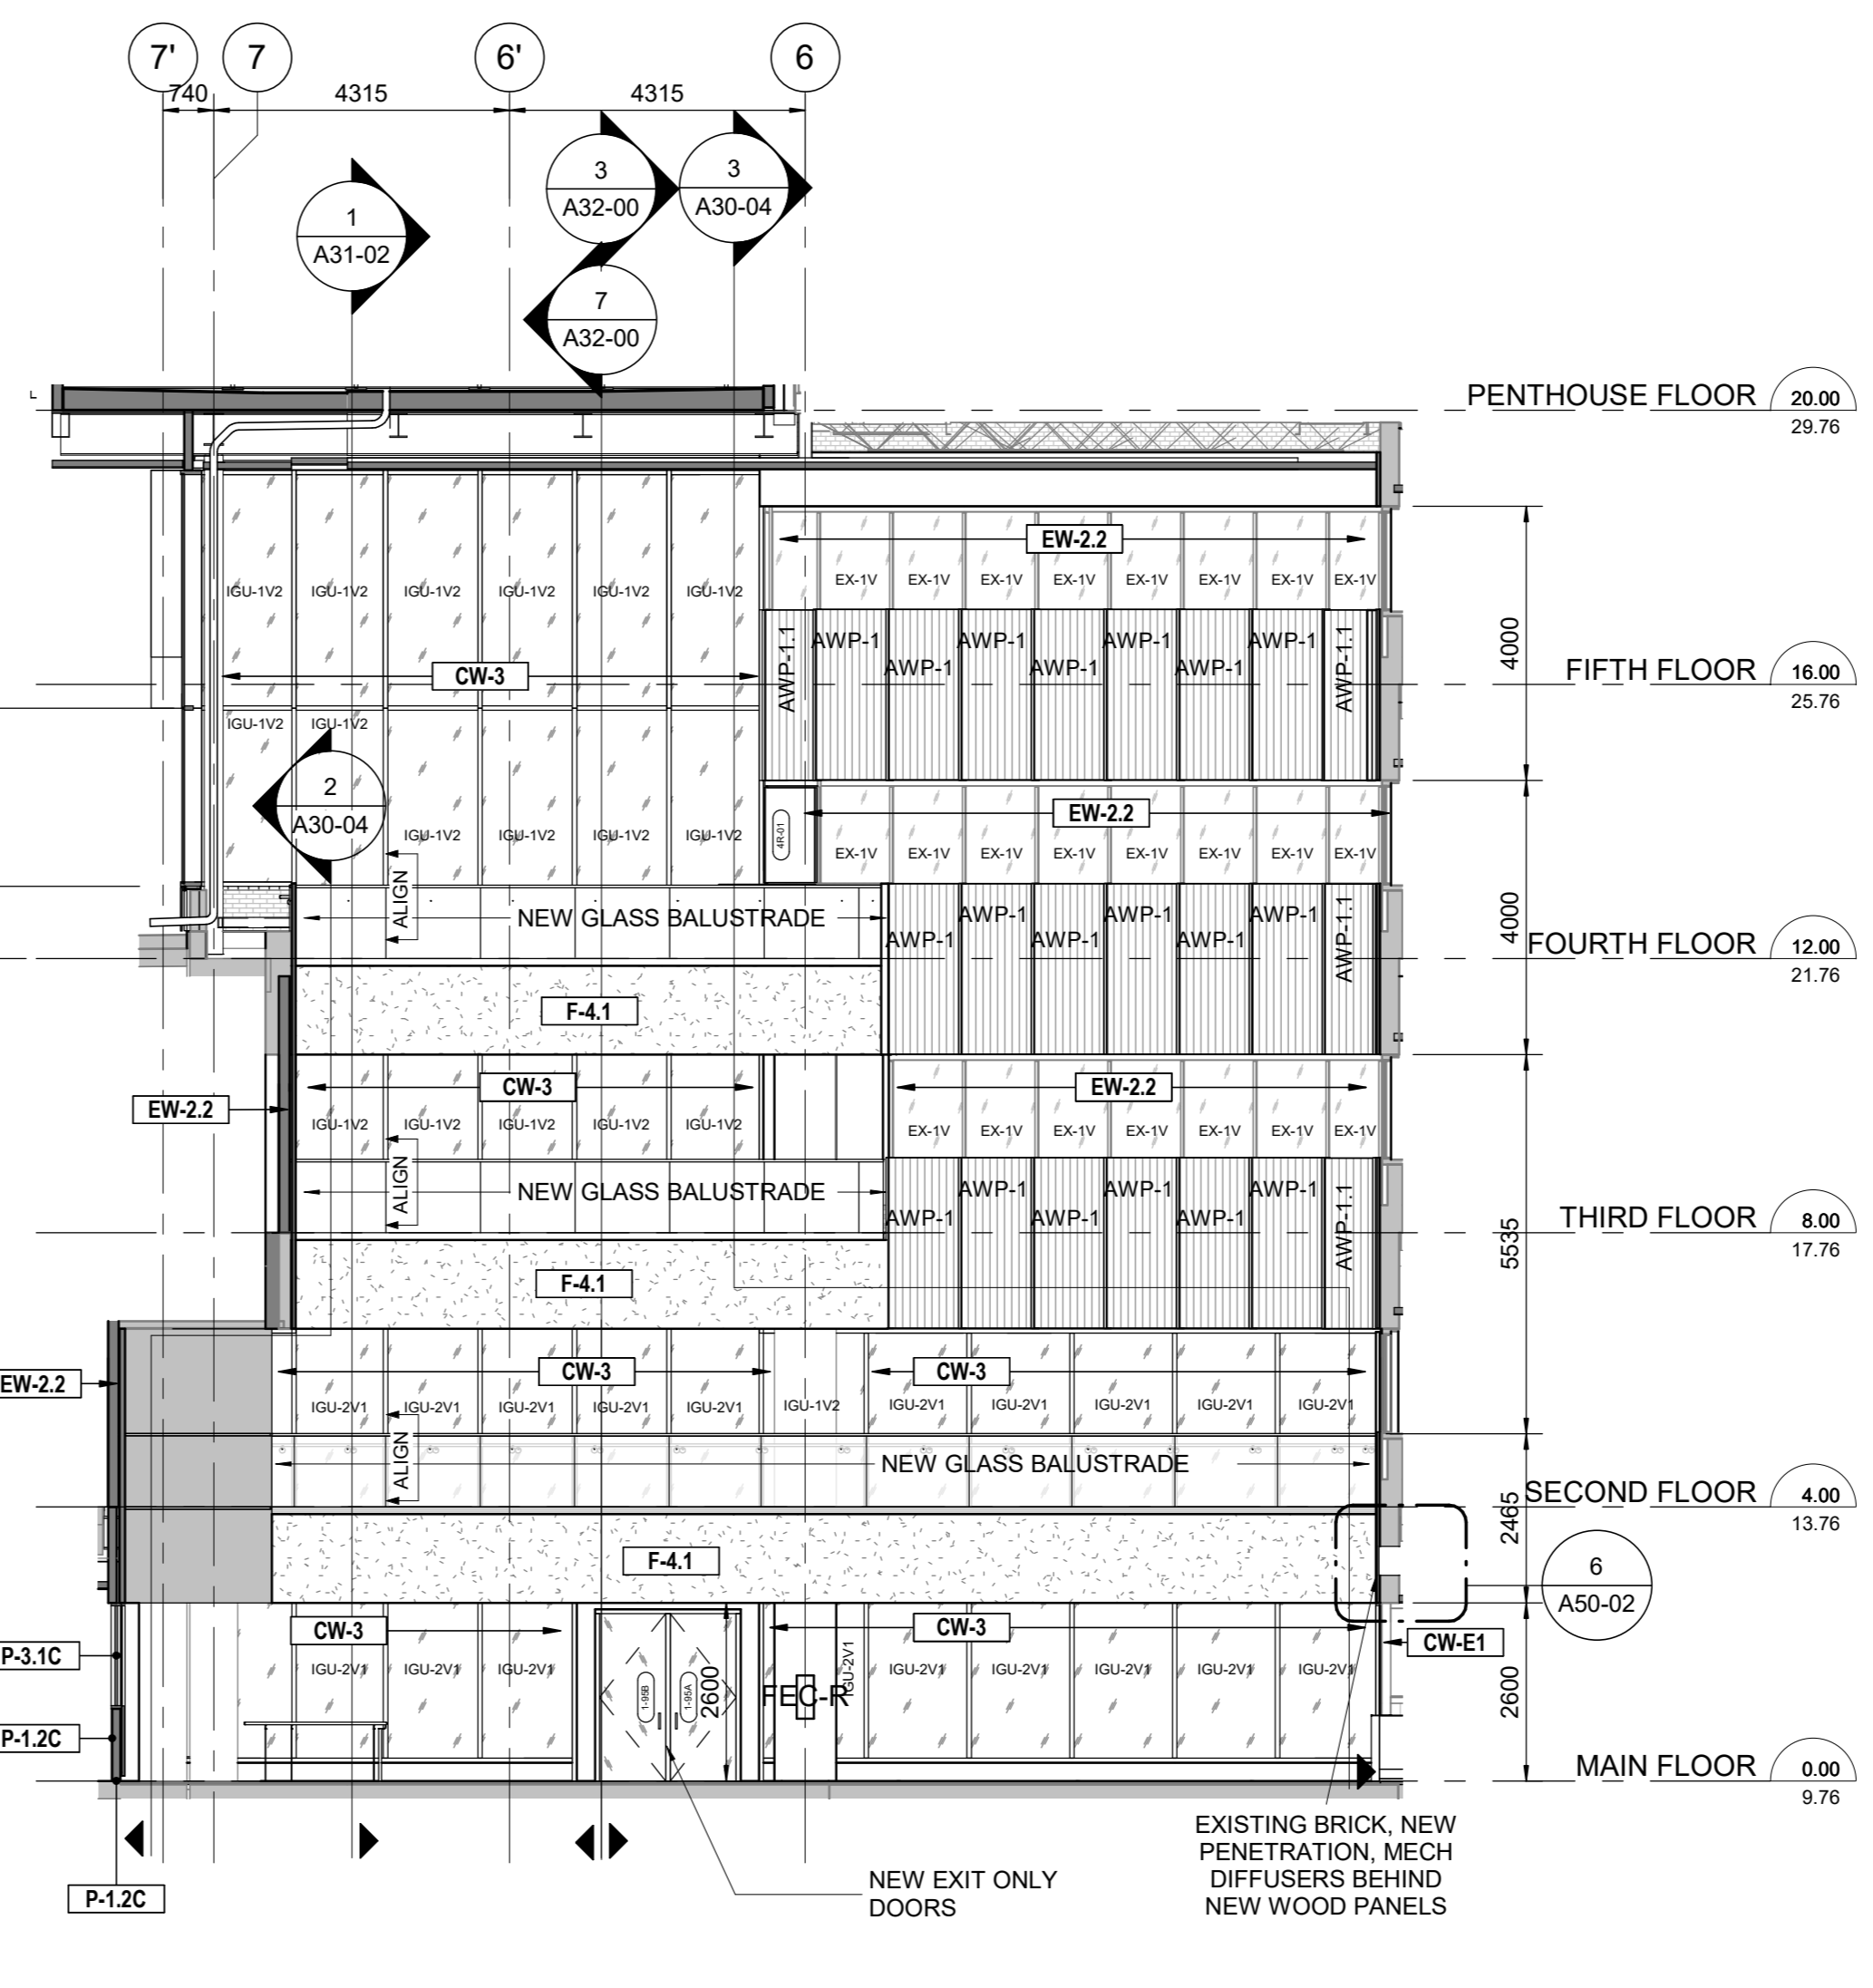 7' 7 6' 6
740 4315 4315
3 3
A32-00 A30-04
1
A31-02
7
A32-00
PENTHOUSE FLOOR 20.00
29.76
EW-2.2
IGU-1V2 IGU-1V2 IGU-1V2 IGU-1V2 IGU-1V2 IGU-1V2 EX-1V EX-1V EX-1V EX-1V EX-1V EX-1V EX-1V EX-1V
4000
AWP-1.1 AWP-1 AWP-1 AWP-1 AWP-1 AWP-1 AWP-1 AWP-1 AWP-1.1
CW-3
FIFTH FLOOR 16.00
25.76
IGU-1V2 IGU-1V2
2
A30-04
EW-2.2
IGU-1V2 IGU-1V2 IGU-1V2 IGU-1V2 4R-01 EX-1V EX-1V EX-1V EX-1V EX-1V EX-1V EX-1V EX-1V
ALIGN
NEW GLASS BALUSTRADE
AWP-1 AWP-1 AWP-1 AWP-1 AWP-1 AWP-1 AWP-1.1
4000
FOURTH FLOOR 12.00
21.76
F-4.1
CW-3 EW-2.2
EW-2.2
IGU-1V2 IGU-1V2 IGU-1V2 IGU-1V2 IGU-1V2 EX-1V EX-1V EX-1V EX-1V EX-1V EX-1V EX-1V
ALIGN
NEW GLASS BALUSTRADE
AWP-1 AWP-1 AWP-1 AWP-1 AWP-1 AWP-1 AWP-1.1
5535
THIRD FLOOR 8.00
17.76
F-4.1
EW-2.2
CW-3 CW-3
IGU-2V1 IGU-2V1 IGU-2V1 IGU-2V1 IGU-2V1 IGU-1V2 IGU-2V1 IGU-2V1 IGU-2V1 IGU-2V1 IGU-2V1
ALIGN
NEW GLASS BALUSTRADE
2465
SECOND FLOOR 4.00
13.76
F-4.1
6
A50-02
CW-3 CW-3
CW-E1
P-3.1C
IGU-2V1 IGU-2V1 IGU-2V1 IGU-2V1 IGU-2V1 IGU-2V1 IGU-2V1 IGU-2V1 IGU-2V1
1-95B 1-95A 2600
FEC-R
2600
P-1.2C
MAIN FLOOR 0.00
9.76
P-1.2C
NEW EXIT ONLY
DOORS
EXISTING BRICK, NEW
PENETRATION, MECH
DIFFUSERS BEHIND
NEW WOOD PANELS